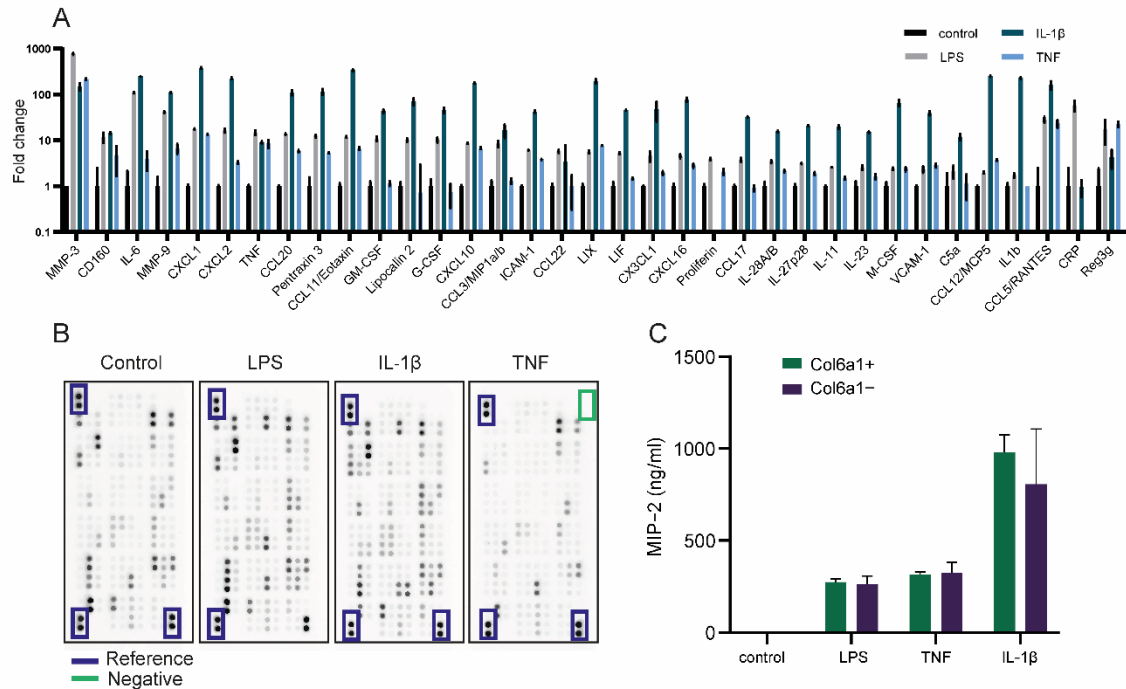 A
control
IL-1β
LPS
TNF
Fold change
1000
100
10
1
0.1
MMP-3
CD160
IL-6
MMP-9
CXCL1
CXCL2
TNF
CCL20
Pentraxin 3
CCL11/Eotaxin
GM-CSF
Lipocalin 2
G-CSF
CXCL10
CCL3/MIP1a/b
ICAM-1
CCL22
LIX
LIF
CX3CL1
CXCL16
Proliferin
CCL17
IL-28A/B
IL-27p28
IL-11
IL-23
M-CSF
VCAM-1
C5a
CCL12/MCP5
IL1b
CCL5/RANTES
CRP
Reg3g
B
Control LPS IL-1β TNF
Reference
Negative
C
Col6a1+
Col6a1−
MIP−2 (ng/ml)
1500
1000
500
0
control LPS TNF IL-1β